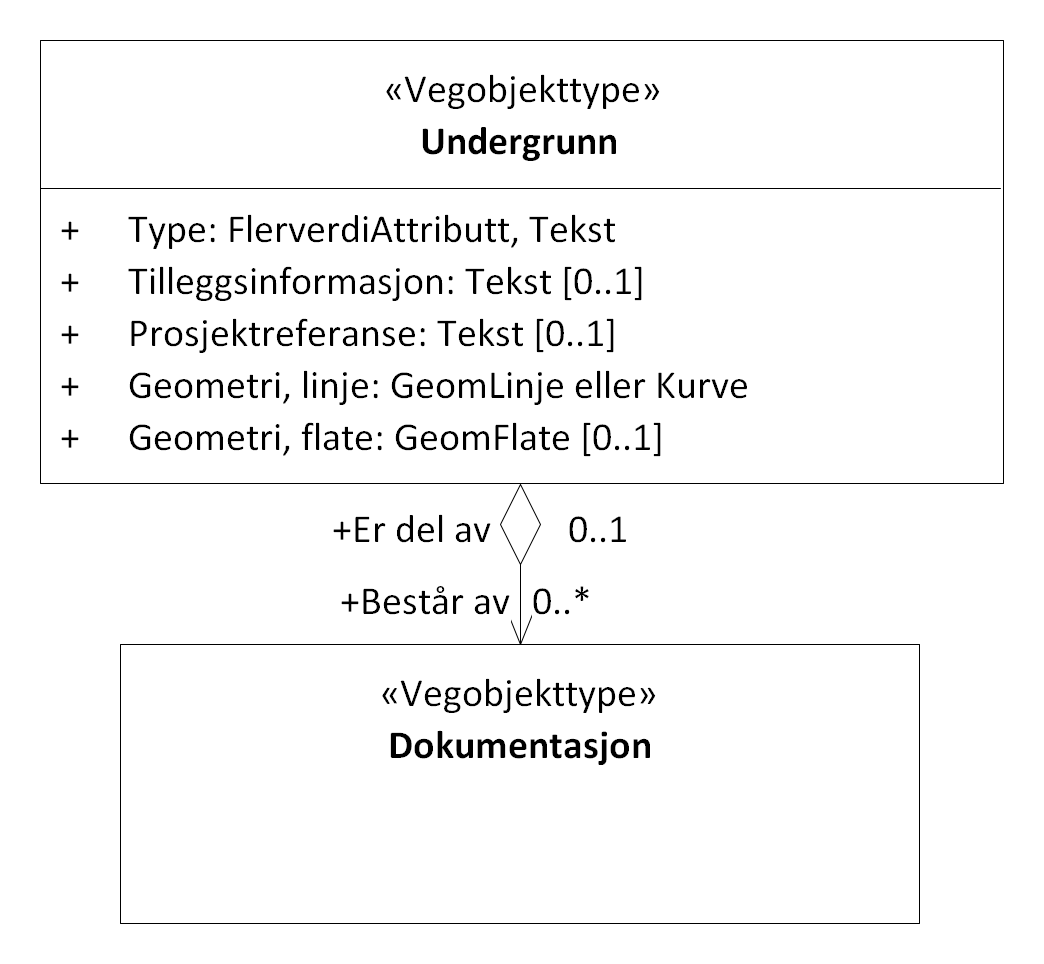 «Vegobjekttype»
Undergrunn
+ Type: FlerverdiAttributt, Tekst
+ Tilleggsinformasjon: Tekst [0..1]
+ Prosjektreferanse: Tekst [0..1]
+ Geometri, linje: GeomLinje eller Kurve
+ Geometri, flate: GeomFlate [0..1]
+Er del av 0..1
+Består av 0..*
«Vegobjekttype»
Dokumentasjon